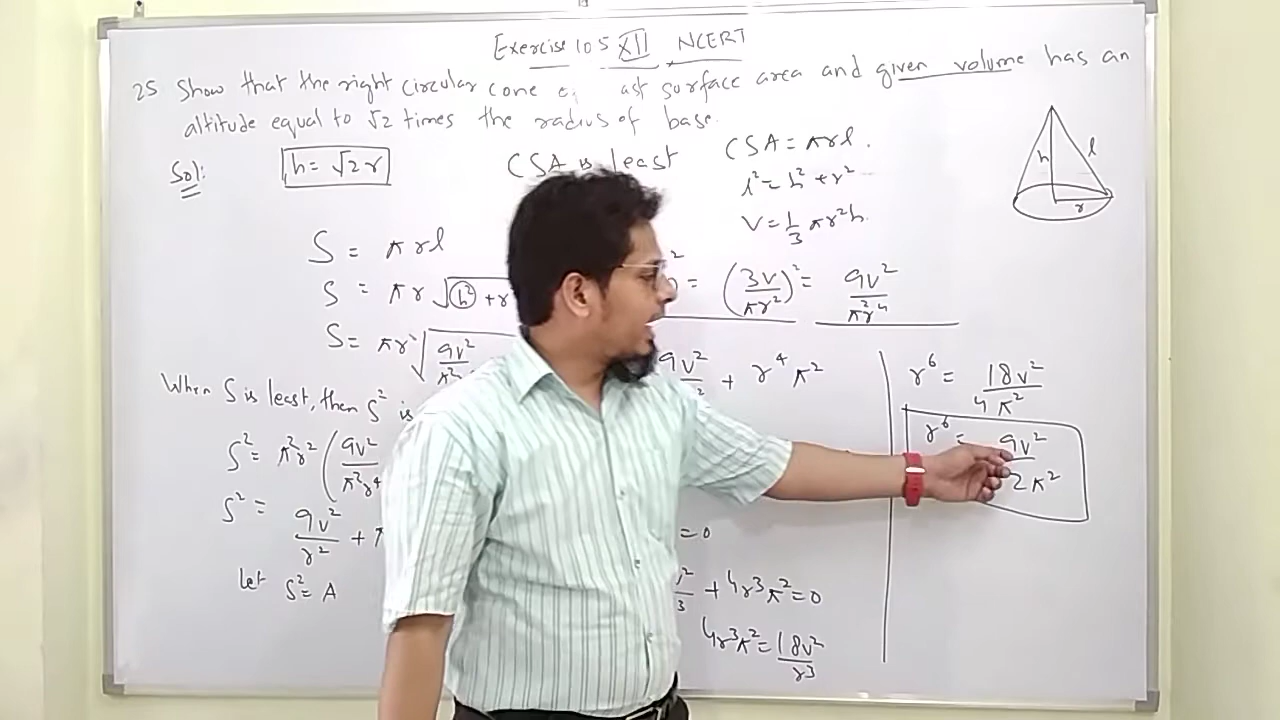 Exercise 10 5 XII NCERT
25 Show that the right circular cone of ast surface area and given volume has an
altitude equal to √2 times the radius of base.
Sol:
h = √2 r
CSA is least
CSA = πrl.
l² = h² + r²
V = 1/3 πr²h.
h
l
r
S = πrl
S = πr √h² + r
² = (3v/πr²)² = 9v²/π²r⁴
S = πr √9v²/π²
When S is least, then S² is
S² = π²r² (9v²/π²r⁴
S² = 9v²/r² +
let S² = A
9v² + r⁴π²
= 0
+ 4r³π² = 0
4r³π² = 18v²/r³
r⁶ = 18v²/4π²
r⁶ = 9v²/2π²